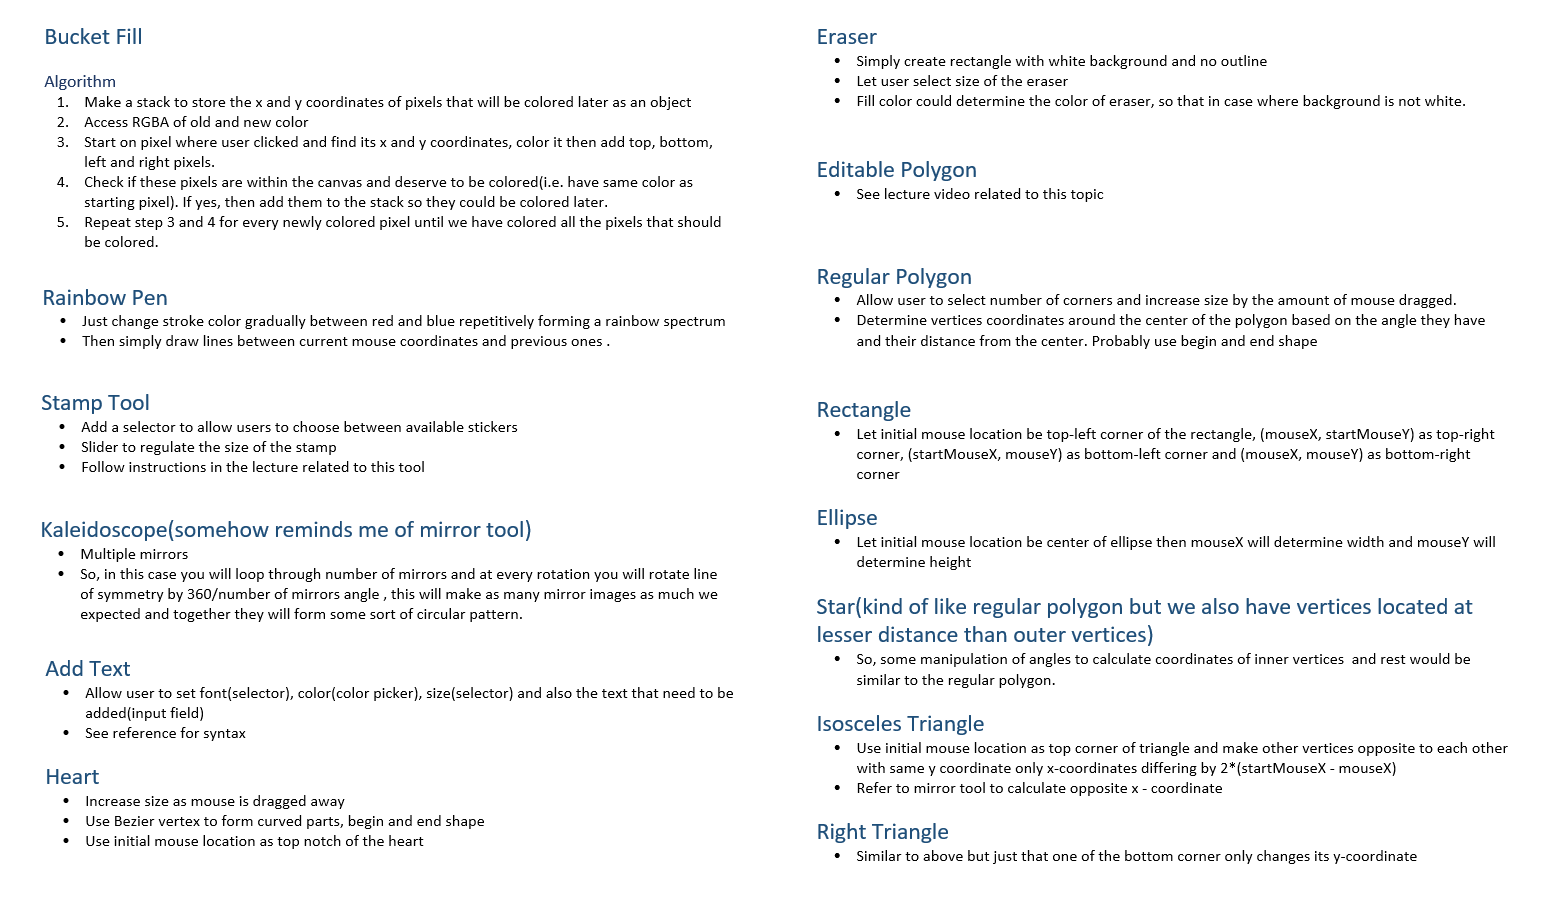 Bucket Fill
Algorithm
1. Make a stack to store the x and y coordinates of pixels that will be colored later as an object
2. Access RGBA of old and new color
3. Start on pixel where user clicked and find its x and y coordinates, color it then add top, bottom,
left and right pixels.
4. Check if these pixels are within the canvas and deserve to be colored(i.e. have same color as
starting pixel). If yes, then add them to the stack so they could be colored later.
5. Repeat step 3 and 4 for every newly colored pixel until we have colored all the pixels that should
be colored.
Rainbow Pen
• Just change stroke color gradually between red and blue repetitively forming a rainbow spectrum
• Then simply draw lines between current mouse coordinates and previous ones .
Stamp Tool
• Add a selector to allow users to choose between available stickers
• Slider to regulate the size of the stamp
• Follow instructions in the lecture related to this tool
Kaleidoscope(somehow reminds me of mirror tool)
• Multiple mirrors
• So, in this case you will loop through number of mirrors and at every rotation you will rotate line
of symmetry by 360/number of mirrors angle , this will make as many mirror images as much we
expected and together they will form some sort of circular pattern.
Add Text
• Allow user to set font(selector), color(color picker), size(selector) and also the text that need to be
added(input field)
• See reference for syntax
Heart
• Increase size as mouse is dragged away
• Use Bezier vertex to form curved parts, begin and end shape
• Use initial mouse location as top notch of the heart
Eraser
• Simply create rectangle with white background and no outline
• Let user select size of the eraser
• Fill color could determine the color of eraser, so that in case where background is not white.
Editable Polygon
• See lecture video related to this topic
Regular Polygon
• Allow user to select number of corners and increase size by the amount of mouse dragged.
• Determine vertices coordinates around the center of the polygon based on the angle they have
and their distance from the center. Probably use begin and end shape
Rectangle
• Let initial mouse location be top-left corner of the rectangle, (mouseX, startMouseY) as top-right
corner, (startMouseX, mouseY) as bottom-left corner and (mouseX, mouseY) as bottom-right
corner
Ellipse
• Let initial mouse location be center of ellipse then mouseX will determine width and mouseY will
determine height
Star(kind of like regular polygon but we also have vertices located at
lesser distance than outer vertices)
• So, some manipulation of angles to calculate coordinates of inner vertices and rest would be
similar to the regular polygon.
Isosceles Triangle
• Use initial mouse location as top corner of triangle and make other vertices opposite to each other
with same y coordinate only x-coordinates differing by 2*(startMouseX - mouseX)
• Refer to mirror tool to calculate opposite x - coordinate
Right Triangle
• Similar to above but just that one of the bottom corner only changes its y-coordinate